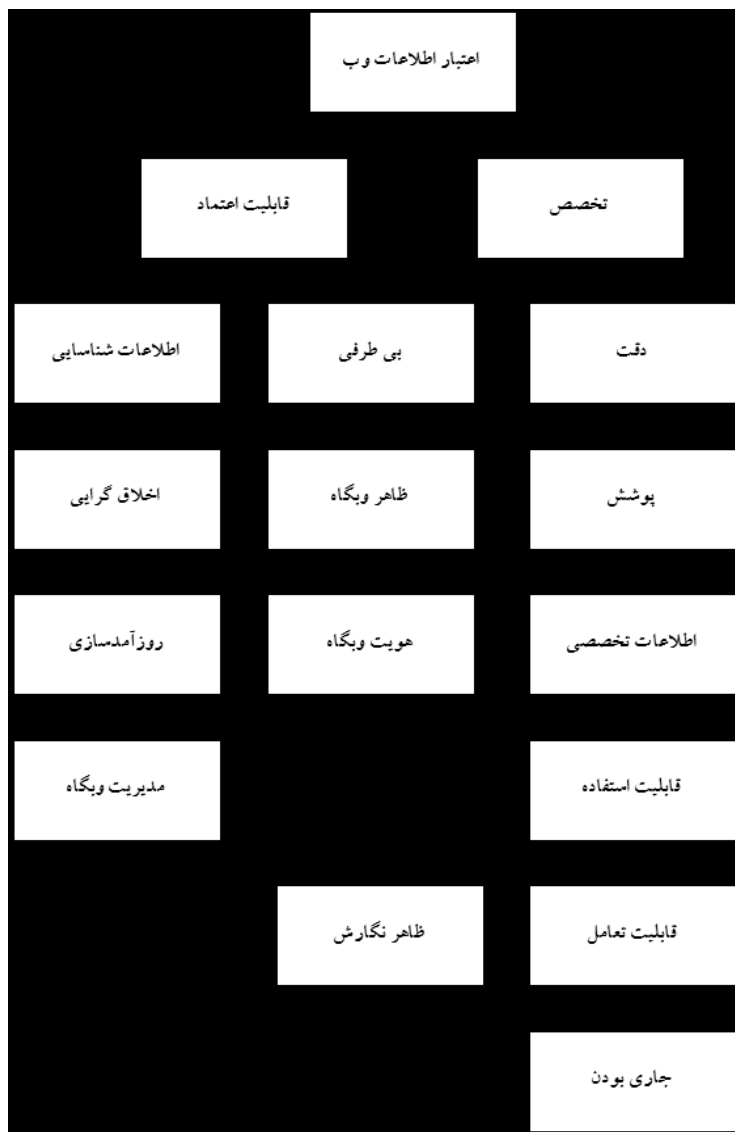 اعتبار اطلاعات وب
تخصص
قابلیت اعتماد
دقت
بی طرفی
اطلاعات شناسایی
پوشش
ظاهر وبگاه
اخلاق گرایی
اطلاعات تخصصی
هویت وبگاه
روزآمدسازی
قابلیت استفاده
مدیریت وبگاه
قابلیت تعامل
ظاهر نگارش
جاری بودن